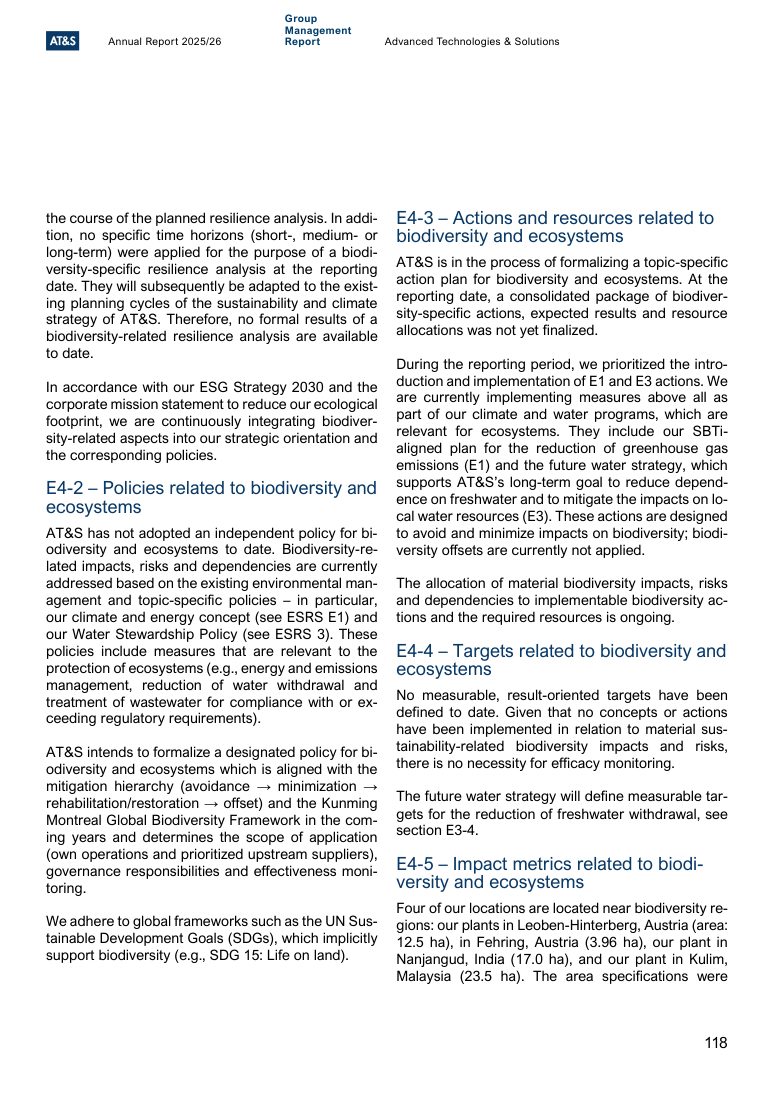 AT&S
Annual Report 2025/26
Group
Management
Report
Advanced Technologies & Solutions
the course of the planned resilience analysis. In addi-
tion, no specific time horizons (short-, medium- or
long-term) were applied for the purpose of a biodi-
versity-specific resilience analysis at the reporting
date. They will subsequently be adapted to the exist-
ing planning cycles of the sustainability and climate
strategy of AT&S. Therefore, no formal results of a
biodiversity-related resilience analysis are available
to date.
In accordance with our ESG Strategy 2030 and the
corporate mission statement to reduce our ecological
footprint, we are continuously integrating biodiver-
sity-related aspects into our strategic orientation and
the corresponding policies.
E4-2 – Policies related to biodiversity and
ecosystems
AT&S has not adopted an independent policy for bi-
odiversity and ecosystems to date. Biodiversity-re-
lated impacts, risks and dependencies are currently
addressed based on the existing environmental man-
agement and topic-specific policies – in particular,
our climate and energy concept (see ESRS E1) and
our Water Stewardship Policy (see ESRS 3). These
policies include measures that are relevant to the
protection of ecosystems (e.g., energy and emissions
management, reduction of water withdrawal and
treatment of wastewater for compliance with or ex-
ceeding regulatory requirements).
AT&S intends to formalize a designated policy for bi-
odiversity and ecosystems which is aligned with the
mitigation hierarchy (avoidance → minimization →
rehabilitation/restoration → offset) and the Kunming
Montreal Global Biodiversity Framework in the com-
ing years and determines the scope of application
(own operations and prioritized upstream suppliers),
governance responsibilities and effectiveness moni-
toring.
We adhere to global frameworks such as the UN Sus-
tainable Development Goals (SDGs), which implicitly
support biodiversity (e.g., SDG 15: Life on land).
E4-3 – Actions and resources related to
biodiversity and ecosystems
AT&S is in the process of formalizing a topic-specific
action plan for biodiversity and ecosystems. At the
reporting date, a consolidated package of biodiver-
sity-specific actions, expected results and resource
allocations was not yet finalized.
During the reporting period, we prioritized the intro-
duction and implementation of E1 and E3 actions. We
are currently implementing measures above all as
part of our climate and water programs, which are
relevant for ecosystems. They include our SBTi-
aligned plan for the reduction of greenhouse gas
emissions (E1) and the future water strategy, which
supports AT&S's long-term goal to reduce depend-
ence on freshwater and to mitigate the impacts on lo-
cal water resources (E3). These actions are designed
to avoid and minimize impacts on biodiversity; biodi-
versity offsets are currently not applied.
The allocation of material biodiversity impacts, risks
and dependencies to implementable biodiversity ac-
tions and the required resources is ongoing.
E4-4 – Targets related to biodiversity and
ecosystems
No measurable, result-oriented targets have been
defined to date. Given that no concepts or actions
have been implemented in relation to material sus-
tainability-related biodiversity impacts and risks,
there is no necessity for efficacy monitoring.
The future water strategy will define measurable tar-
gets for the reduction of freshwater withdrawal, see
section E3-4.
E4-5 – Impact metrics related to biodi-
versity and ecosystems
Four of our locations are located near biodiversity re-
gions: our plants in Leoben-Hinterberg, Austria (area:
12.5 ha), in Fehring, Austria (3.96 ha), our plant in
Nanjangud, India (17.0 ha), and our plant in Kulim,
Malaysia (23.5 ha). The area specifications were
118